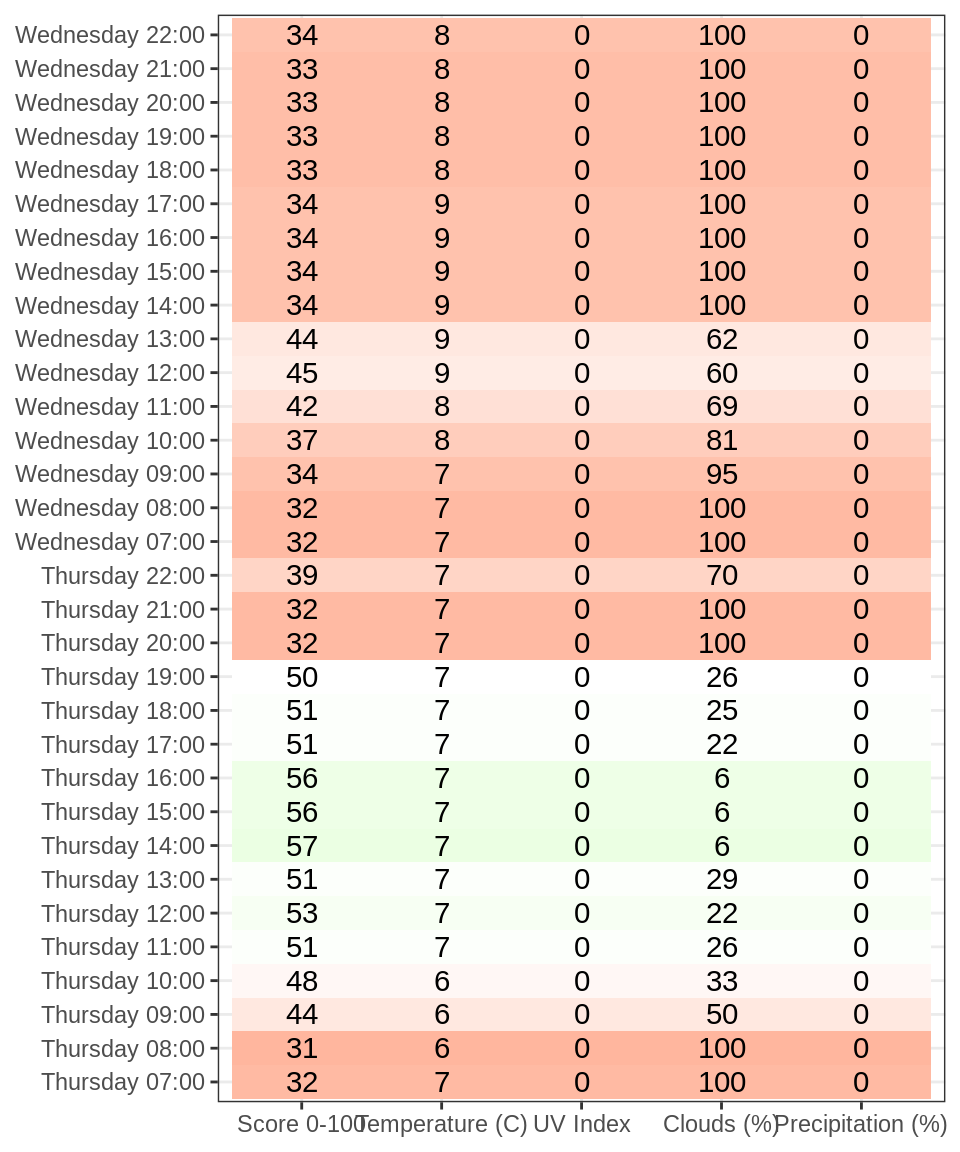 Wednesday 22:00 34 8 0 100 0
Wednesday 21:00 33 8 0 100 0
Wednesday 20:00 33 8 0 100 0
Wednesday 19:00 33 8 0 100 0
Wednesday 18:00 33 8 0 100 0
Wednesday 17:00 34 9 0 100 0
Wednesday 16:00 34 9 0 100 0
Wednesday 15:00 34 9 0 100 0
Wednesday 14:00 34 9 0 100 0
Wednesday 13:00 44 9 0 62 0
Wednesday 12:00 45 9 0 60 0
Wednesday 11:00 42 8 0 69 0
Wednesday 10:00 37 8 0 81 0
Wednesday 09:00 34 7 0 95 0
Wednesday 08:00 32 7 0 100 0
Wednesday 07:00 32 7 0 100 0
Thursday 22:00 39 7 0 70 0
Thursday 21:00 32 7 0 100 0
Thursday 20:00 32 7 0 100 0
Thursday 19:00 50 7 0 26 0
Thursday 18:00 51 7 0 25 0
Thursday 17:00 51 7 0 22 0
Thursday 16:00 56 7 0 6 0
Thursday 15:00 56 7 0 6 0
Thursday 14:00 57 7 0 6 0
Thursday 13:00 51 7 0 29 0
Thursday 12:00 53 7 0 22 0
Thursday 11:00 51 7 0 26 0
Thursday 10:00 48 6 0 33 0
Thursday 09:00 44 6 0 50 0
Thursday 08:00 31 6 0 100 0
Thursday 07:00 32 7 0 100 0
Score 0-100 Temperature (C) UV Index Clouds (%) Precipitation (%)